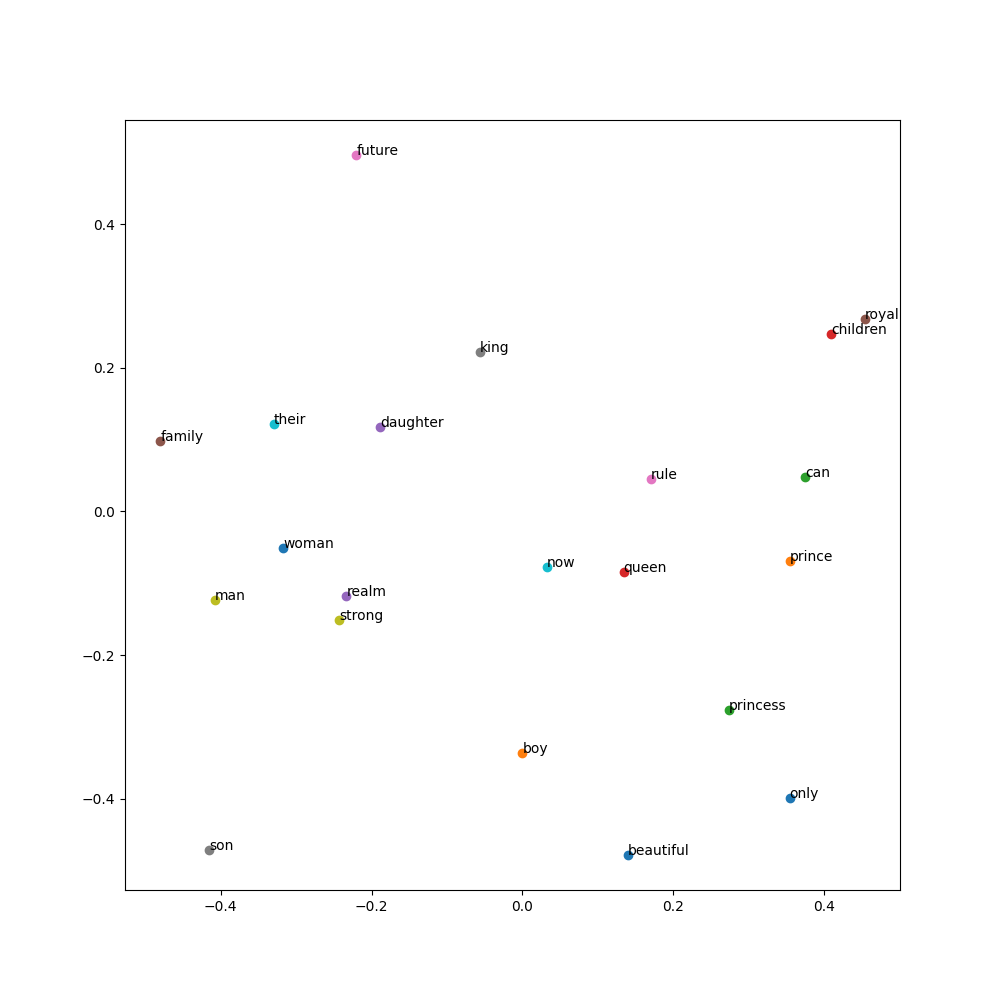 future
0.4
royal
children
king
0.2
their
daughter
family
rule
can
0.0
woman
prince
now
queen
realm
man
strong
−0.2
princess
boy
only
−0.4
son
beautiful
−0.4 −0.2 0.0 0.2 0.4